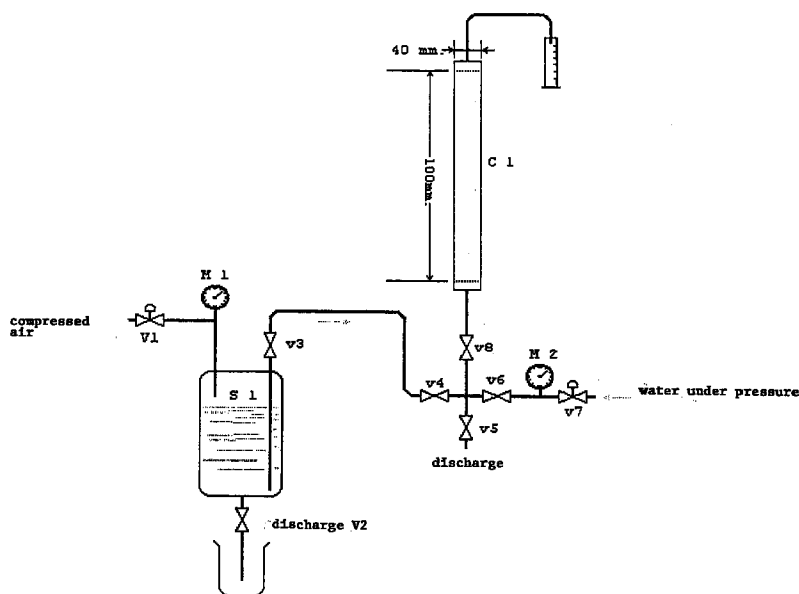 40 mm.
C 1
100mm.
M 1
compressed
air
V1
v3
v8
M 2
S 1
v4
v6
water under pressure
v7
v5
discharge
discharge V2